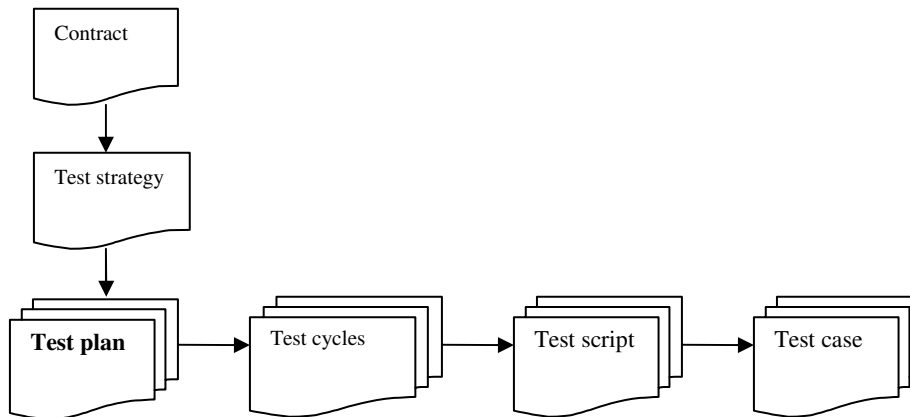 Contract
Test strategy
Test plan
Test cycles
Test script
Test case